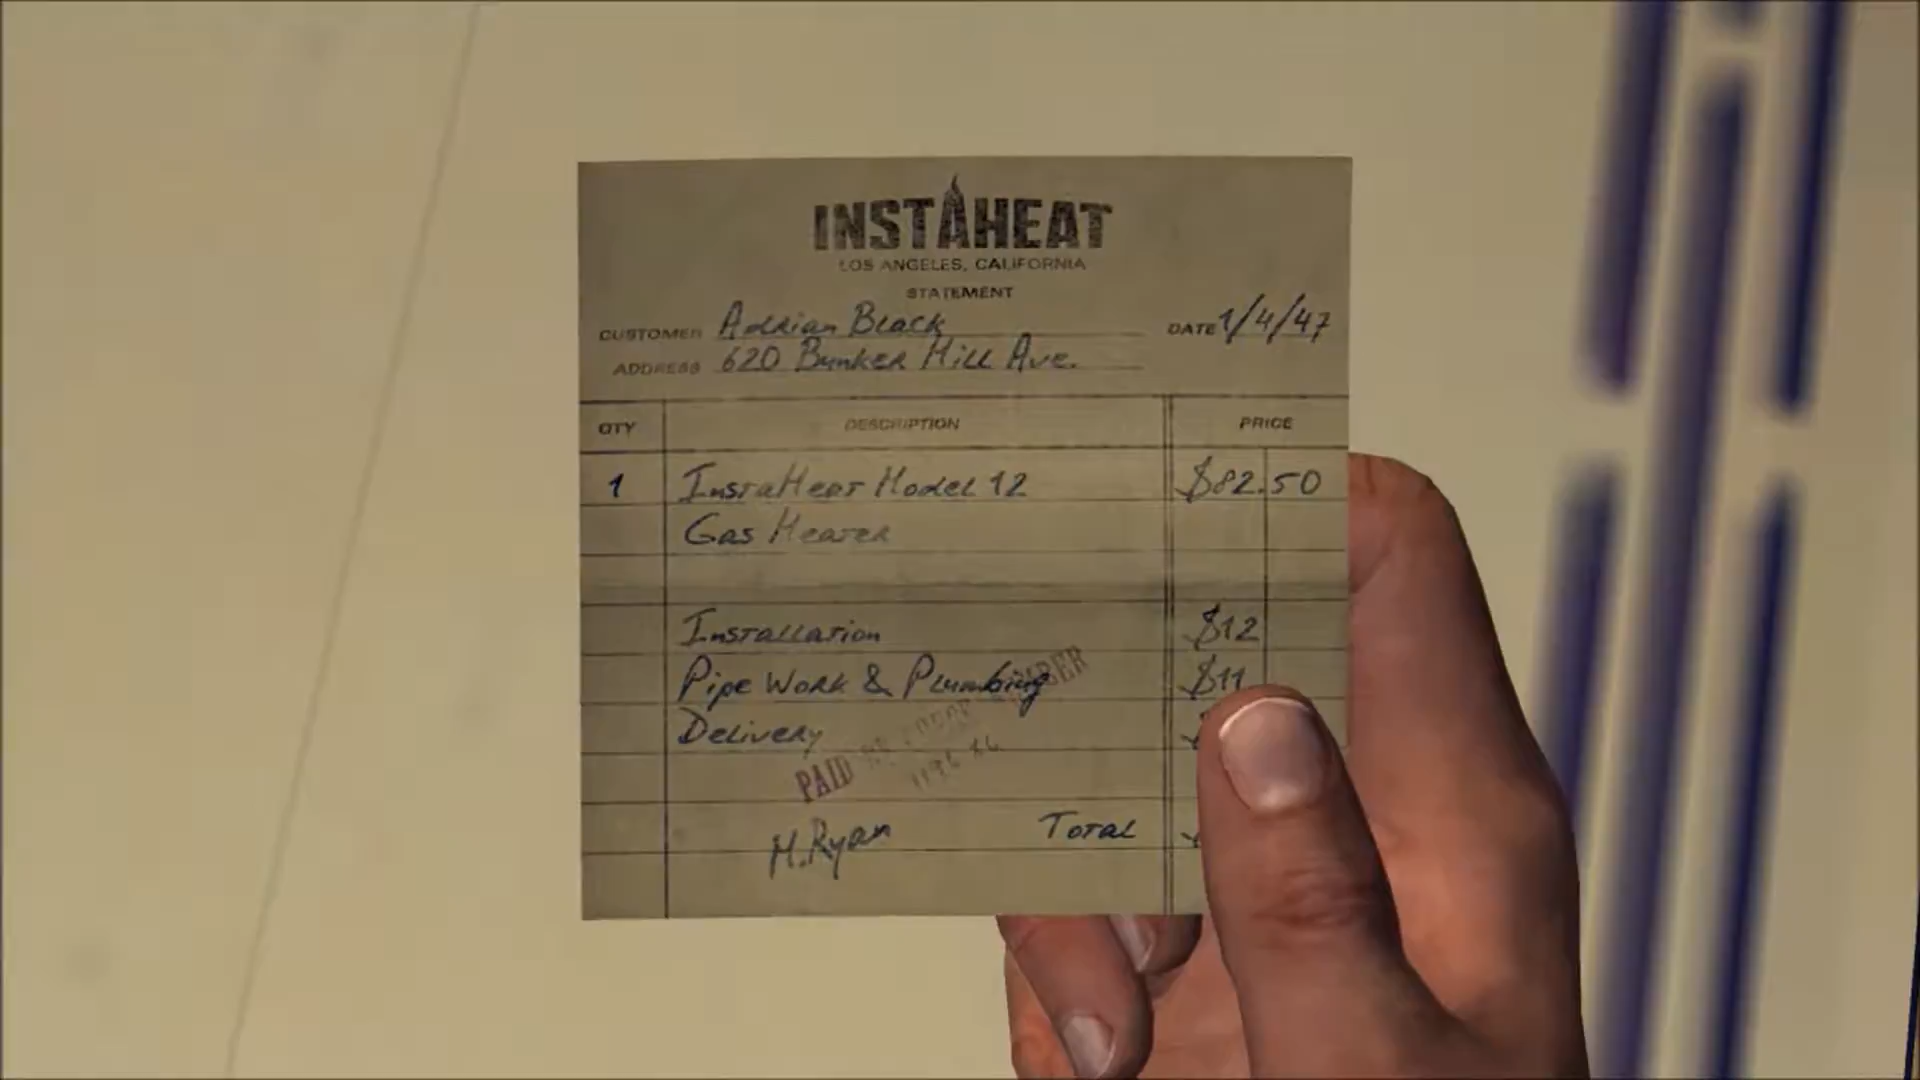 INSTAHEAT
LOS ANGELES, CALIFORNIA
STATEMENT
CUSTOMER Adrian Black DATE 1/4/47
ADDRESS 620 Bunker Hill Ave.
QTY DESCRIPTION PRICE
1 InstaHeat Model 12 $82.50
Gas Heater
Installation $12
Pipe Work & Plumbing $11
Delivery
PAID
H. Ryan Total